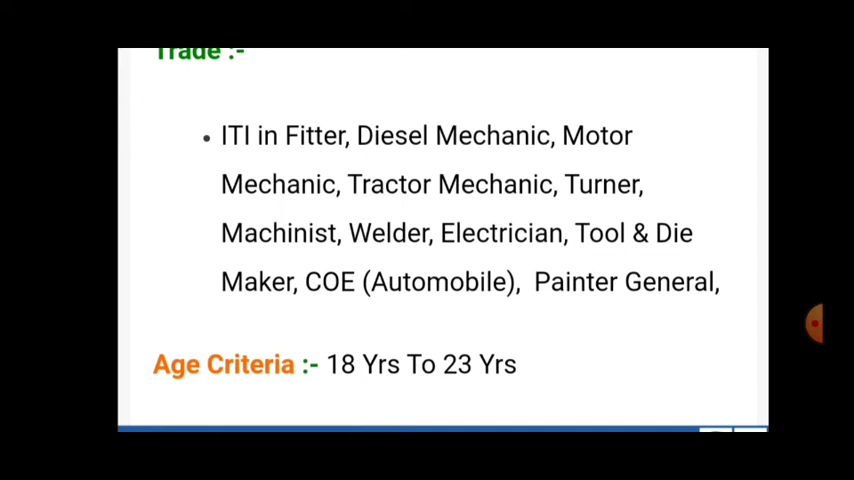 Trade :-
• ITI in Fitter, Diesel Mechanic, Motor
Mechanic, Tractor Mechanic, Turner,
Machinist, Welder, Electrician, Tool & Die
Maker, COE (Automobile),  Painter General,
Age Criteria :- 18 Yrs To 23 Yrs